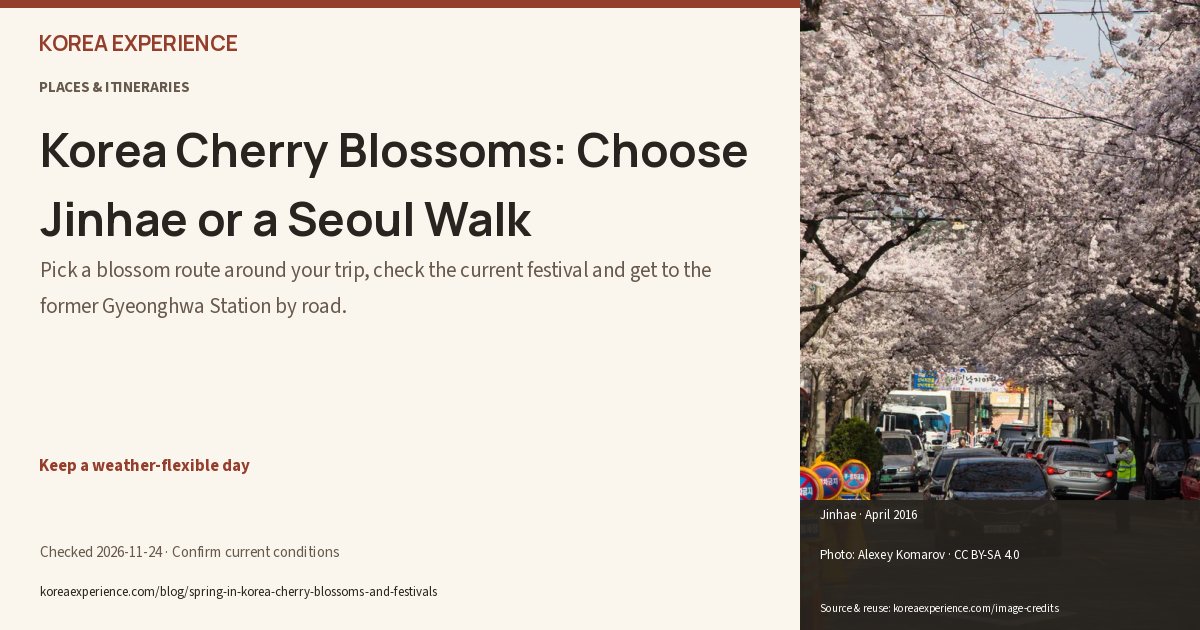 KOREA EXPERIENCE
PLACES & ITINERARIES
Korea Cherry Blossoms: Choose
Jinhae or a Seoul Walk
Pick a blossom route around your trip, check the current festival and get to the
former Gyeonghwa Station by road.
Keep a weather-flexible day
Checked 2026-11-24 · Confirm current conditions
koreaexperience.com/blog/spring-in-korea-cherry-blossoms-and-festivals
Jinhae · April 2016
Photo: Alexey Komarov · CC BY-SA 4.0
Source & reuse: koreaexperience.com/image-credits